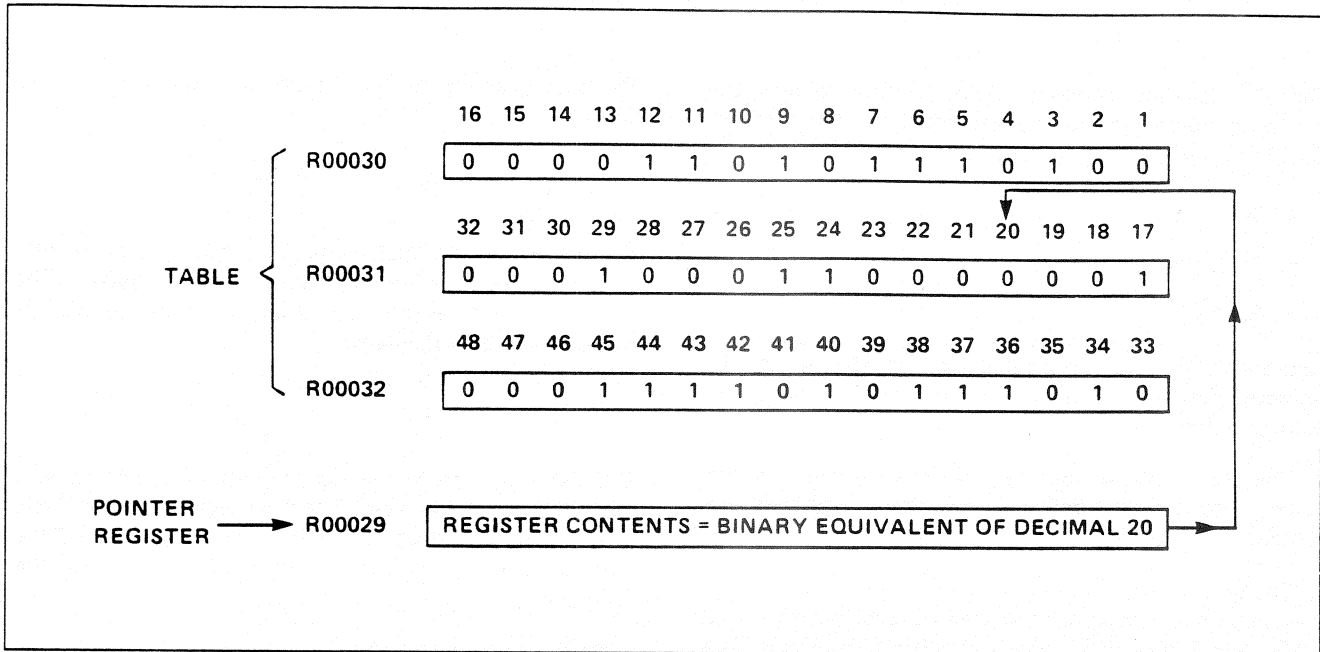 16 15 14 13 12 11 10 9 8 7 6 5 4 3 2 1
R00030 0 0 0 0 1 1 0 1 0 1 1 1 0 1 0 0
32 31 30 29 28 27 26 25 24 23 22 21 20 19 18 17
TABLE R00031 0 0 0 1 0 0 0 1 1 0 0 0 0 0 0 1
48 47 46 45 44 43 42 41 40 39 38 37 36 35 34 33
R00032 0 0 0 1 1 1 1 0 1 0 1 1 1 0 1 0
POINTER
REGISTER R00029 REGISTER CONTENTS = BINARY EQUIVALENT OF DECIMAL 20